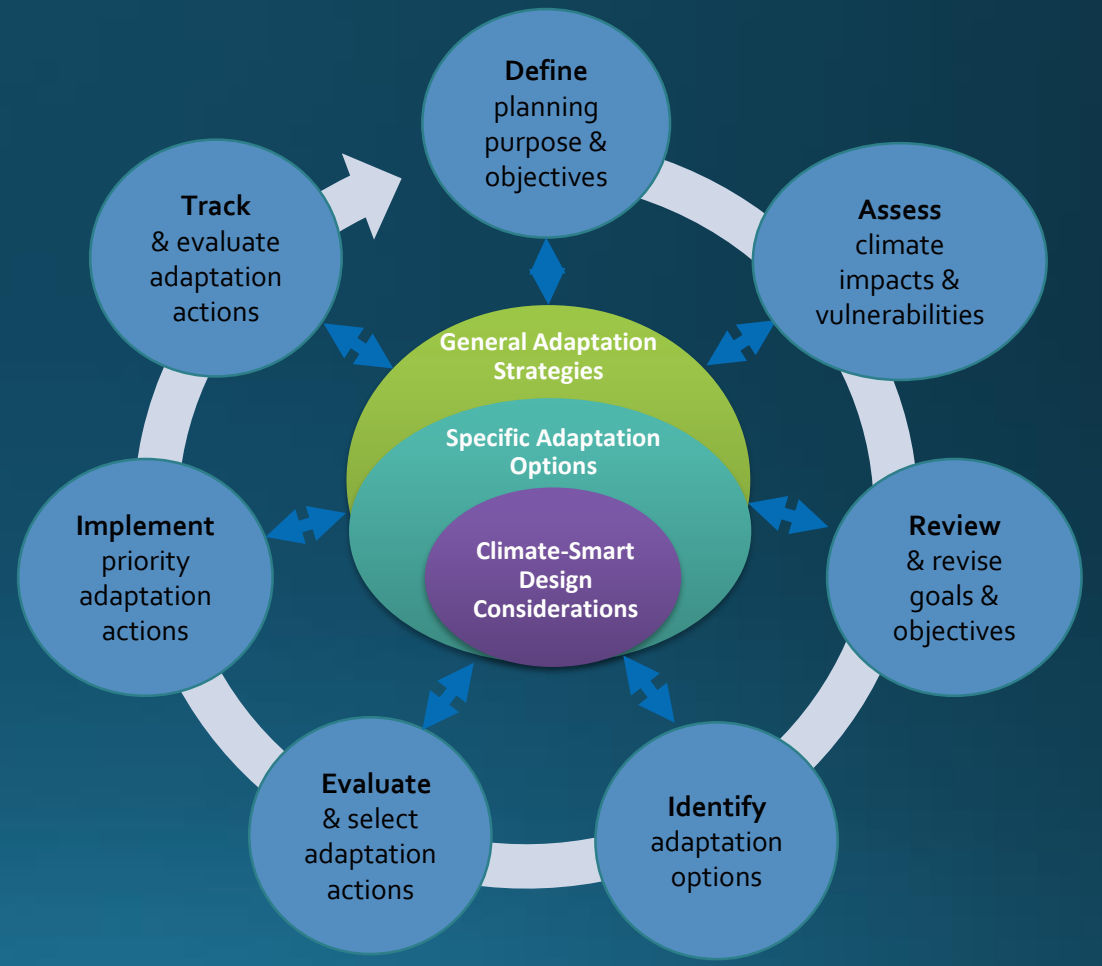 Define
planning
purpose &
objectives
Assess
climate
impacts &
vulnerabilities
Review
& revise
goals &
objectives
Identify
adaptation
options
Evaluate
& select
adaptation
actions
Implement
priority
adaptation
actions
Track
& evaluate
adaptation
actions
General Adaptation
Strategies
Specific Adaptation
Options
Climate-Smart
Design
Considerations